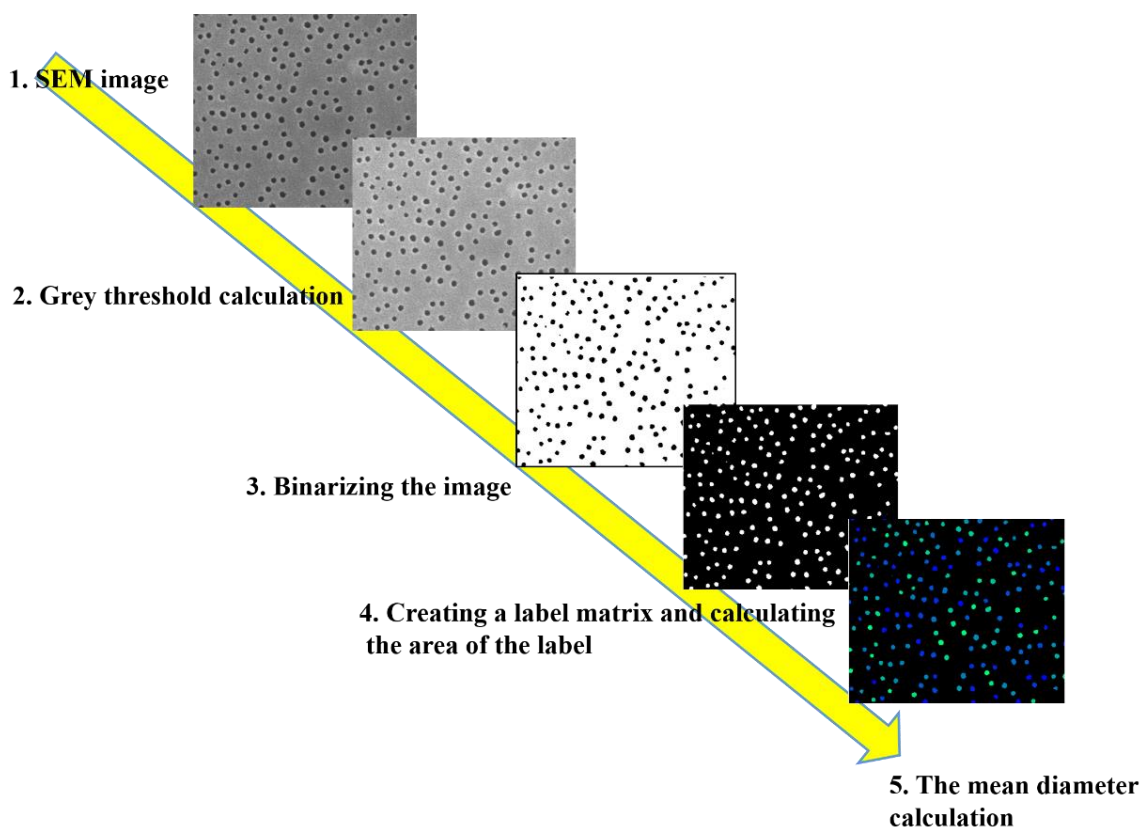 1. SEM image
2. Grey threshold calculation
3. Binarizing the image
4. Creating a label matrix and calculating
the area of the label
5. The mean diameter
calculation